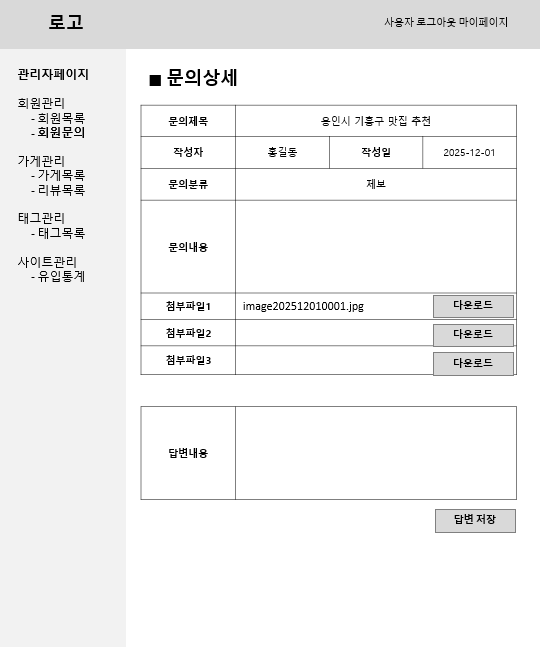 로고
사용자 로그아웃 마이페이지
관리자페이지
회원관리
- 회원목록
- 회원문의
가게관리
- 가게목록
- 리뷰목록
태그관리
- 태그목록
사이트관리
- 유입통계
■ 문의상세
문의제목 용인시 기흥구 맛집 추천
작성자 홍길동 작성일 2025-12-01
문의분류 제보
문의내용
첨부파일1 image202512010001.jpg 다운로드
첨부파일2 다운로드
첨부파일3 다운로드
답변내용
답변 저장